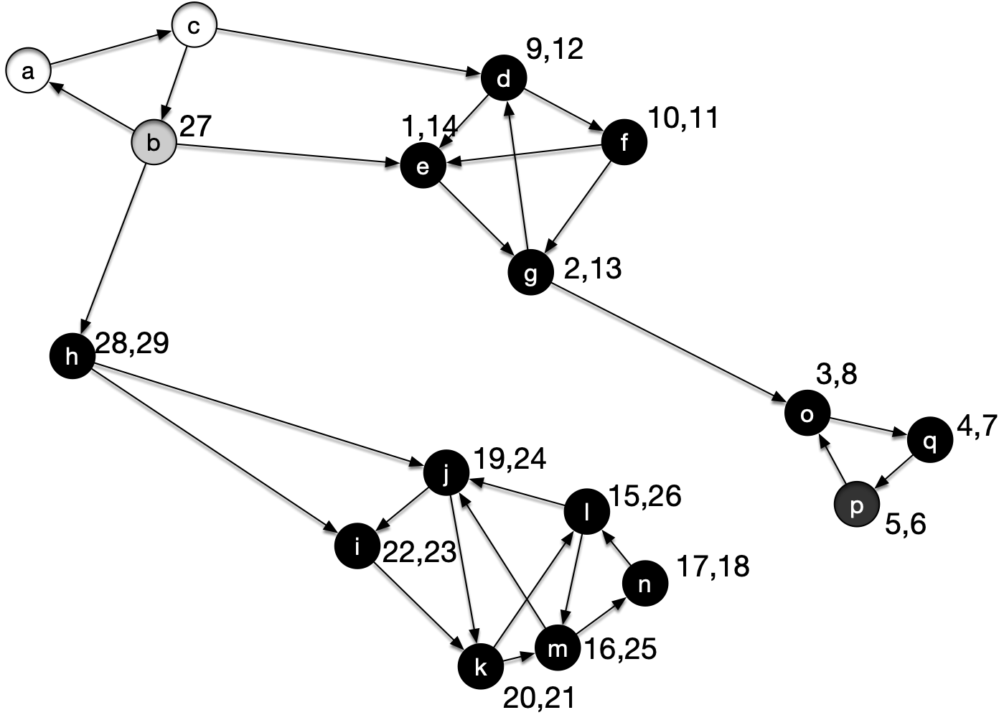 c
a
9,12
d
10,11
1,14
27
f
b
e
g
2,13
28,29
h
3,8
o
4,7
q
19,24
j
15,26
l
p
5,6
i
22,23
17,18
n
m
16,25
k
20,21